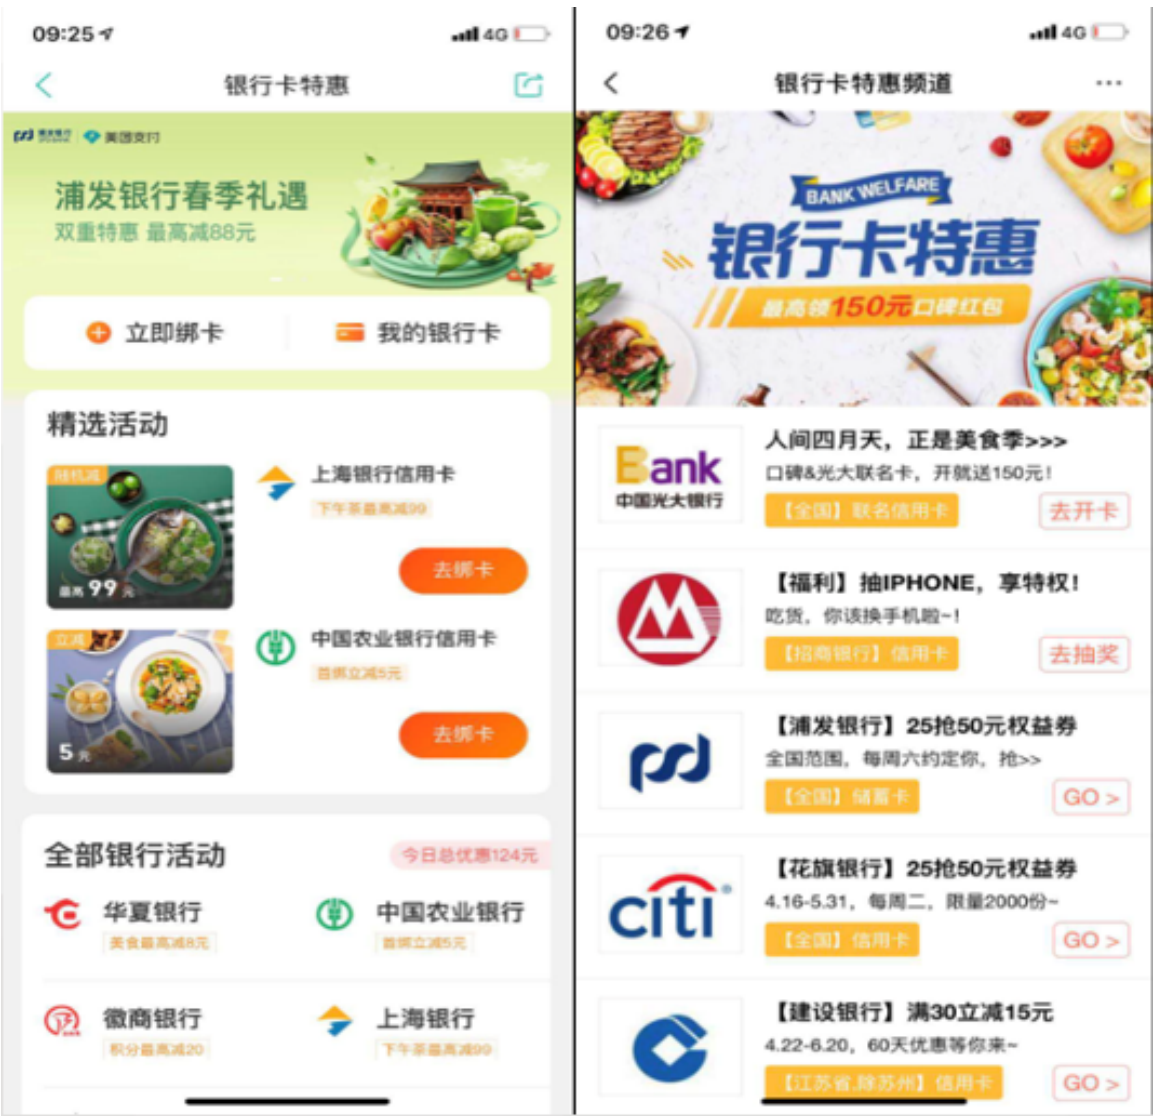 09:25
4G
银行卡特惠
浦发银行
美团支付
浦发银行春季礼遇
双重特惠 最高减88元
立即绑卡
我的银行卡
精选活动
随机减
最高 99 元
上海银行信用卡
下午茶最高减99
去绑卡
立减
5 元
中国农业银行信用卡
首绑立减5元
去绑卡
全部银行活动
今日总优惠124元
华夏银行
美食最高减8元
中国农业银行
首绑立减5元
徽商银行
积分最高减20
上海银行
下午茶最高减99
09:26
4G
银行卡特惠频道
BANK WELFARE
银行卡特惠
最高领150元口碑红包
Bank
中国光大银行
人间四月天，正是美食季>>>
口碑&光大联名卡，开就送150元！
【全国】联名信用卡
去开卡
【福利】抽IPHONE，享特权！
吃货，你该换手机啦~！
【招商银行】信用卡
去抽奖
【浦发银行】25抢50元权益券
全国范围，每周六约定你，抢>>
【全国】储蓄卡
GO >
citi
【花旗银行】25抢50元权益券
4.16-5.31，每周二，限量2000份~
【全国】信用卡
GO >
【建设银行】满30立减15元
4.22-6.20，60天优惠等你来~
【江苏省,除苏州】信用卡
GO >